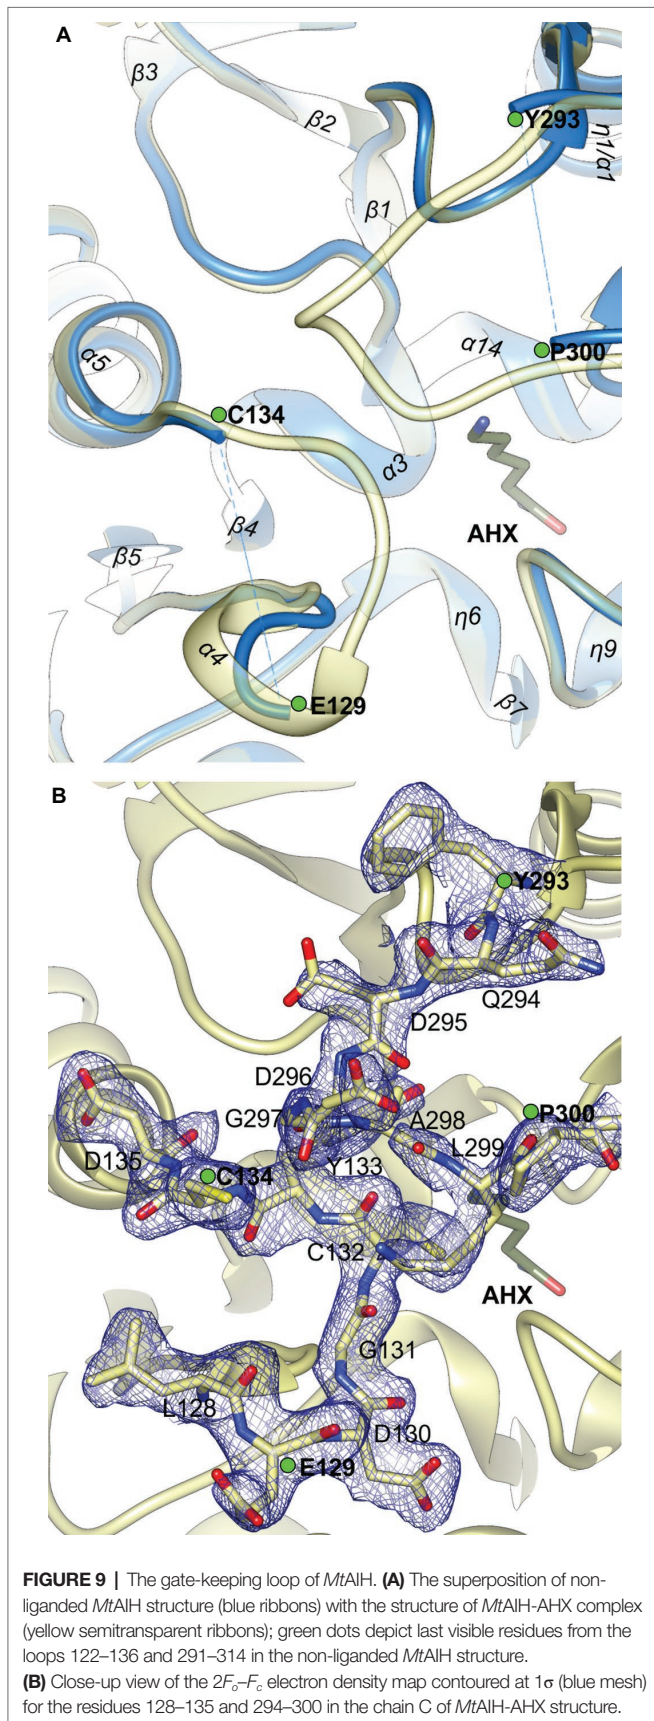 A
β3
β2
Y293
η1/α1
β1
α14
P300
α5
C134
α3
AHX
β4
β5
η6
η9
α4
β7
E129
B
Y293
Q294
D295
D296
G297
A298
P300
L299
D135
C134
Y133
C132
AHX
G131
L128
D130
E129
FIGURE 9 | The gate-keeping loop of MtAIH. (A) The superposition of non-
liganded MtAIH structure (blue ribbons) with the structure of MtAIH-AHX complex
(yellow semitransparent ribbons); green dots depict last visible residues from the
loops 122–136 and 291–314 in the non-liganded MtAIH structure.
(B) Close-up view of the 2Fo–Fc electron density map contoured at 1σ (blue mesh)
for the residues 128–135 and 294–300 in the chain C of MtAIH-AHX structure.